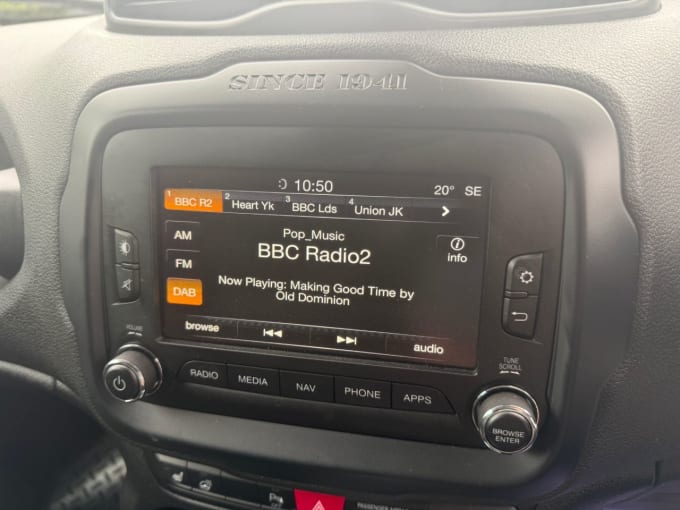 SINCE 1941
10:50
20° SE
1 BBC R2 2 Heart Yk 3 BBC Lds 4 Union JK
AM
Pop_Music
BBC Radio2
info
FM
Now Playing: Making Good Time by
Old Dominion
DAB
browse
audio
VOLUME
TUNE
SCROLL
RADIO MEDIA NAV PHONE APPS
BROWSE
ENTER
PASSENGER